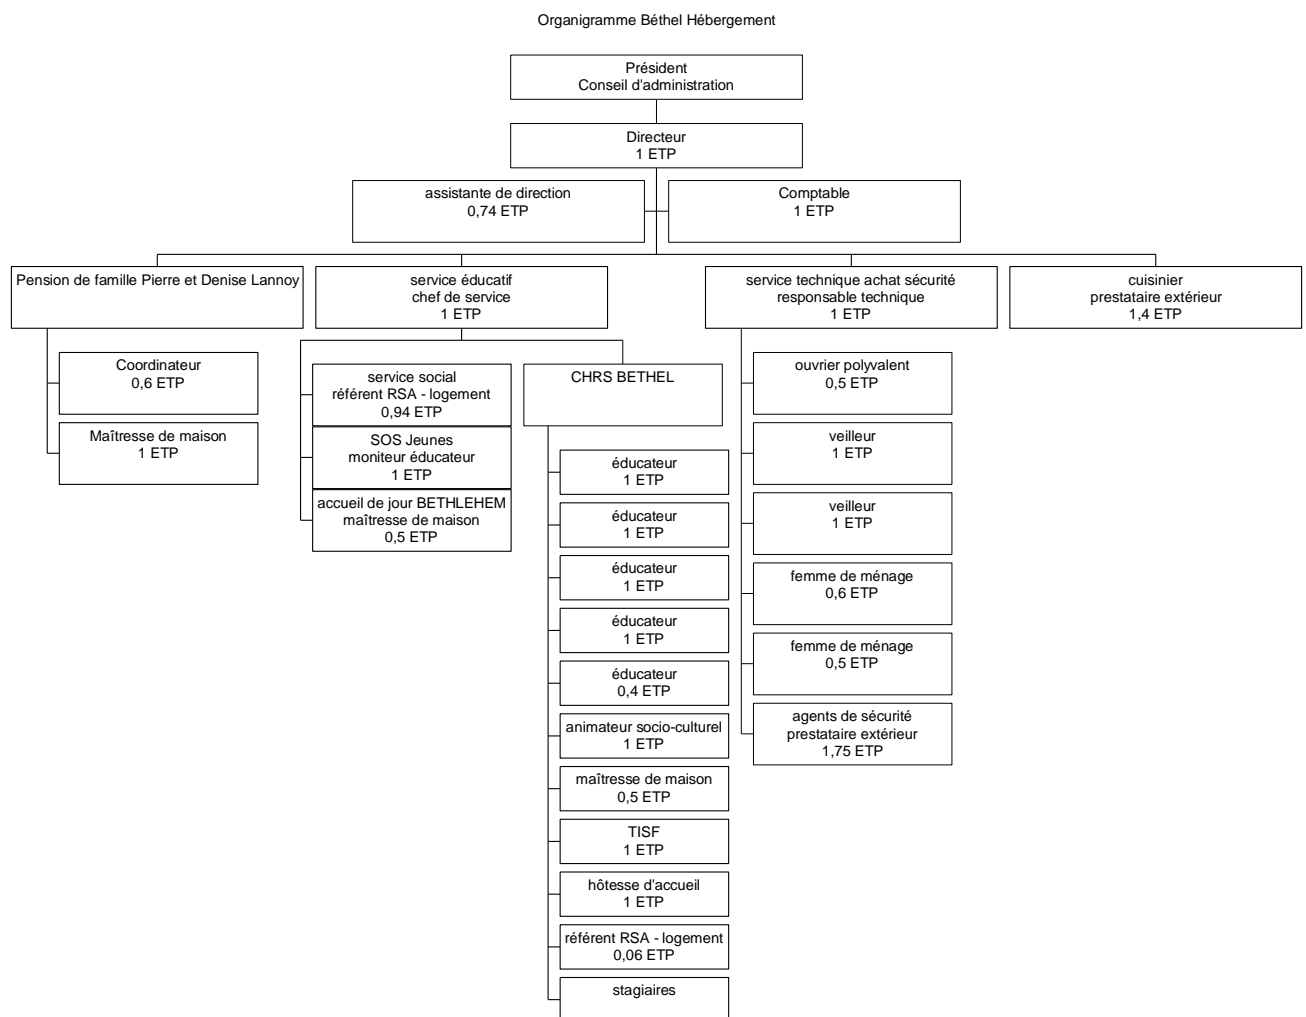 Organigramme Béthel Hébergement
Président
Conseil d'administration
Directeur
1 ETP
assistante de direction
0,74 ETP
Comptable
1 ETP
Pension de famille Pierre et Denise Lannoy
service éducatif
chef de service
1 ETP
service technique achat sécurité
responsable technique
1 ETP
cuisinier
prestataire extérieur
1,4 ETP
Coordinateur
0,6 ETP
Maîtresse de maison
1 ETP
service social
référent RSA - logement
0,94 ETP
SOS Jeunes
moniteur éducateur
1 ETP
accueil de jour BETHLEHEM
maîtresse de maison
0,5 ETP
CHRS BETHEL
éducateur
1 ETP
éducateur
1 ETP
éducateur
1 ETP
éducateur
1 ETP
éducateur
0,4 ETP
animateur socio-culturel
1 ETP
maîtresse de maison
0,5 ETP
TISF
1 ETP
hôtesse d'accueil
1 ETP
référent RSA - logement
0,06 ETP
stagiaires
ouvrier polyvalent
0,5 ETP
veilleur
1 ETP
veilleur
1 ETP
femme de ménage
0,6 ETP
femme de ménage
0,5 ETP
agents de sécurité
prestataire extérieur
1,75 ETP